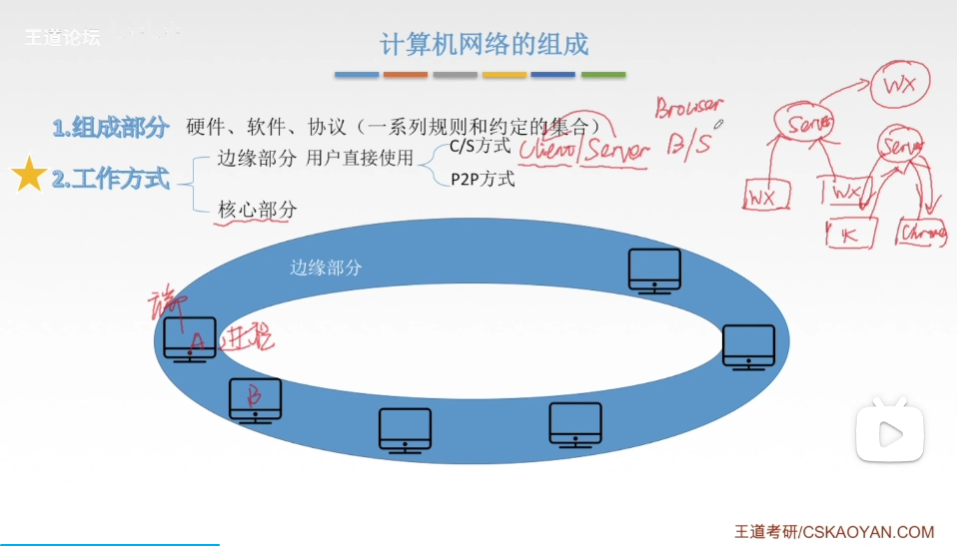 王道论坛
计算机网络的组成
1.组成部分 硬件、软件、协议（一系列规则和约定的集合）
Browser
B/S
WX
Server
Server
WX
WX
K
Chrome
2.工作方式
边缘部分 用户直接使用
C/S方式
Client/Server
P2P方式
核心部分
边缘部分
端
A
进程
B
王道考研/CSKAOYAN.COM